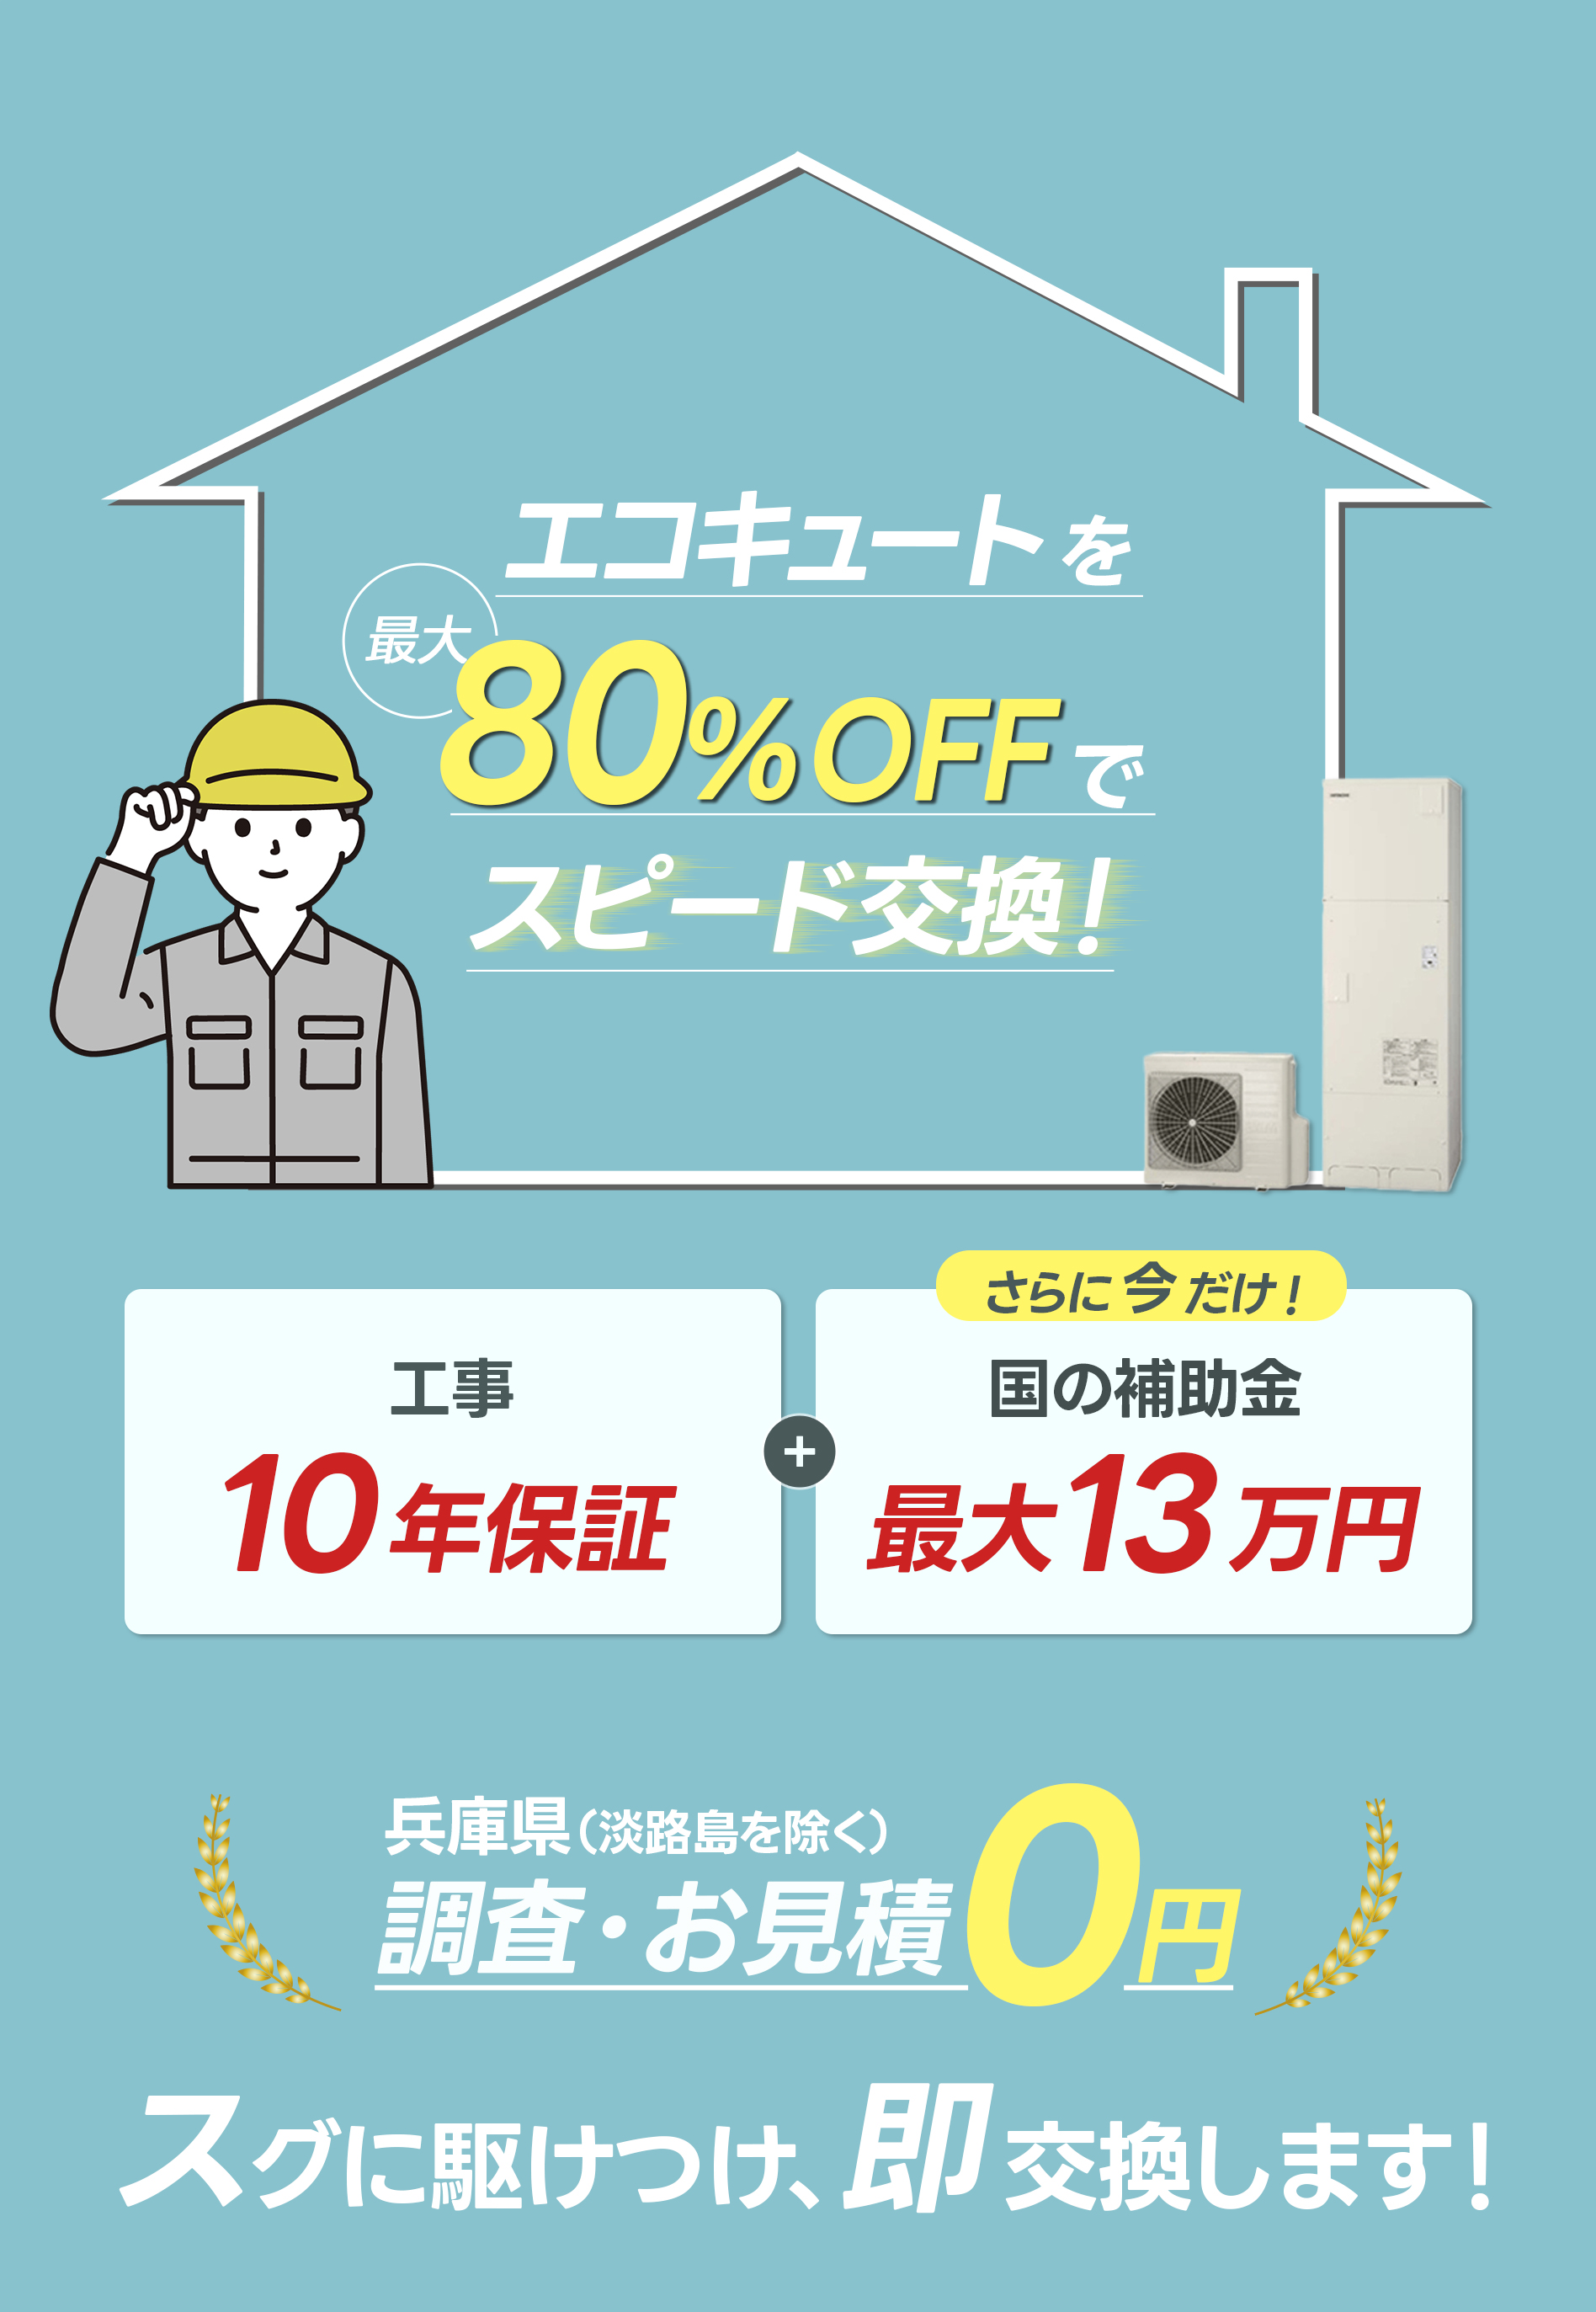 エコキュートを
最大
80%OFFで
スピード交換!
HITACHI
さらに今だけ!
工事
10年保証
+
国の補助金
最大13万円
兵庫県(淡路島を除く)
調査・お見積0円
スグに駆けつけ、即交換します!